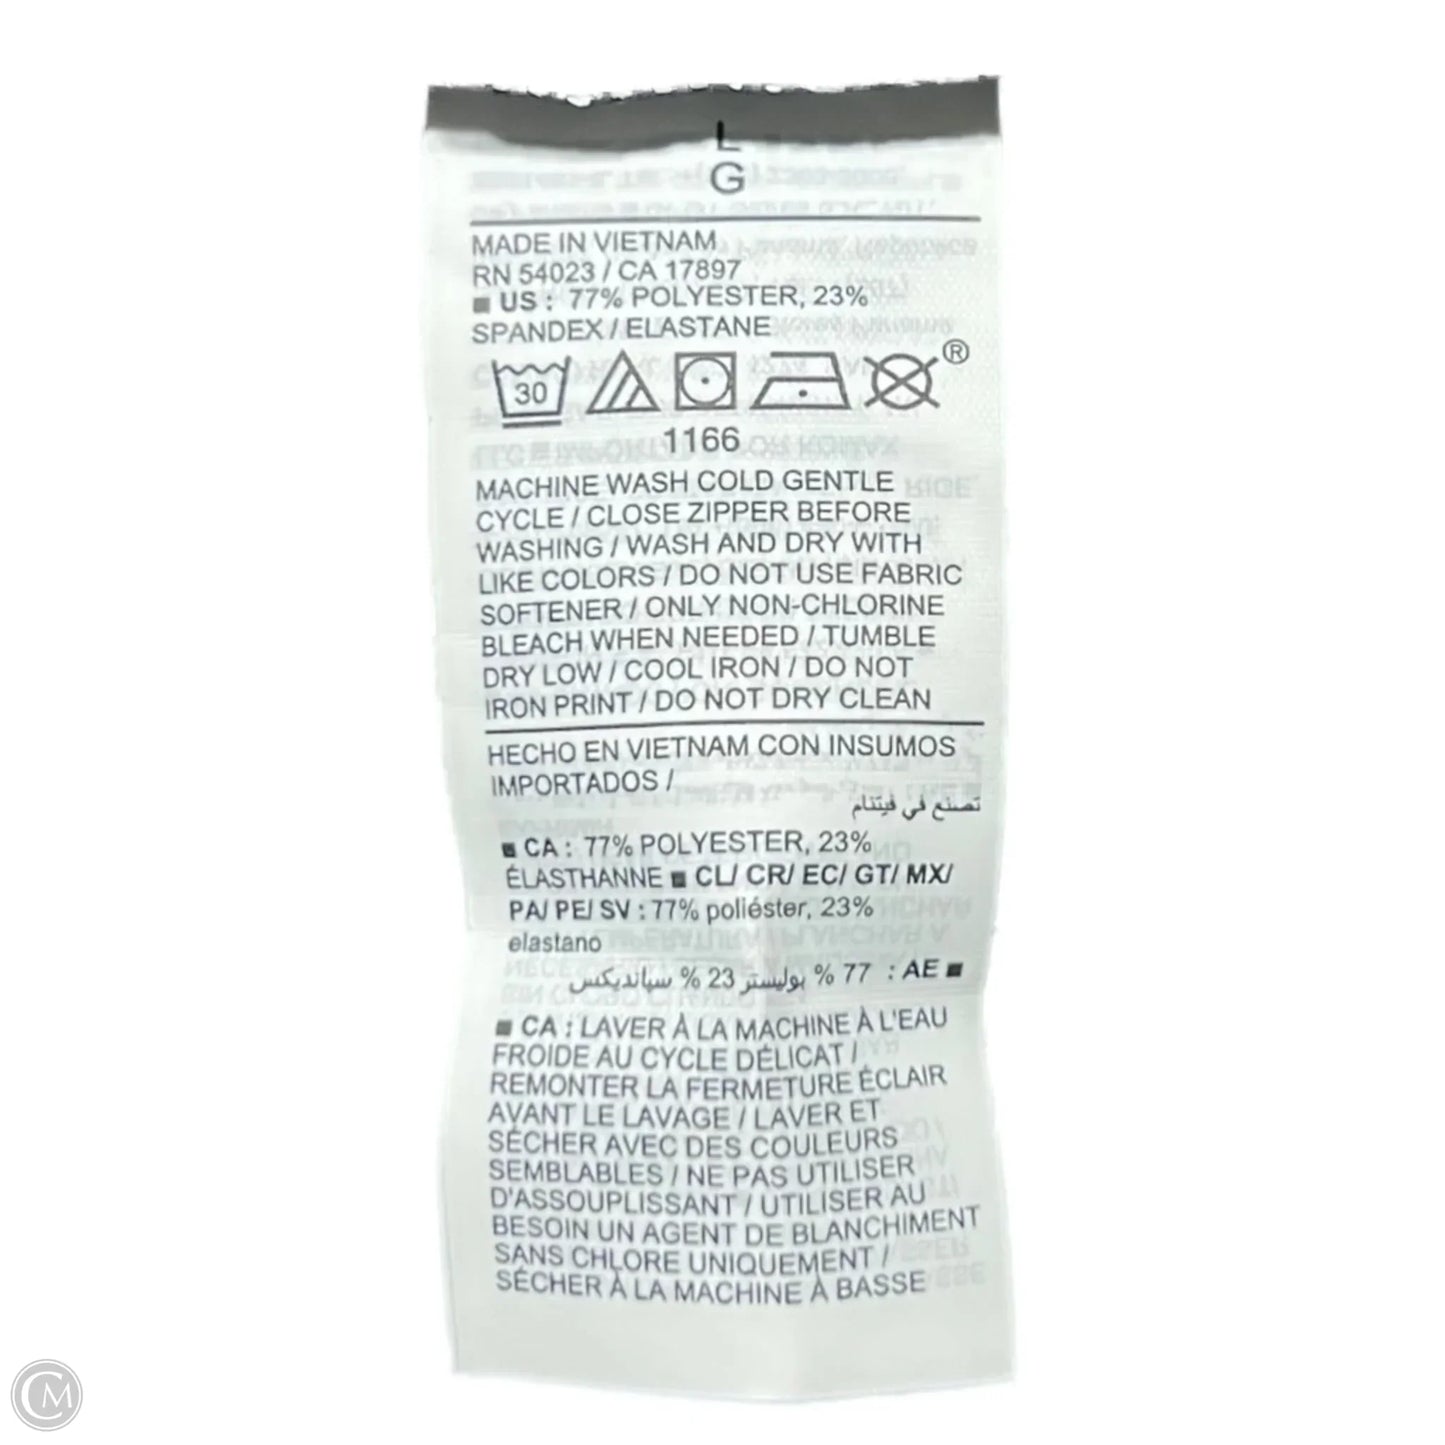 L
G
MADE IN VIETNAM
RN 54023 / CA 17897
■ US : 77% POLYESTER, 23%
SPANDEX / ELASTANE
30
®
1166
MACHINE WASH COLD GENTLE
CYCLE / CLOSE ZIPPER BEFORE
WASHING / WASH AND DRY WITH
LIKE COLORS / DO NOT USE FABRIC
SOFTENER / ONLY NON-CHLORINE
BLEACH WHEN NEEDED / TUMBLE
DRY LOW / COOL IRON / DO NOT
IRON PRINT / DO NOT DRY CLEAN
HECHO EN VIETNAM CON INSUMOS
IMPORTADOS /
تصنع في فيتنام
■ CA : 77% POLYESTER, 23%
ÉLASTHANNE ■ CL/ CR/ EC/ GT/ MX/
PA/ PE/ SV : 77% poliéster, 23%
elastano
■ AE : 77 % بوليستر 23 % سباندیکس
■ CA : LAVER À LA MACHINE À L'EAU
FROIDE AU CYCLE DÉLICAT /
REMONTER LA FERMETURE ÉCLAIR
AVANT LE LAVAGE / LAVER ET
SÉCHER AVEC DES COULEURS
SEMBLABLES / NE PAS UTILISER
D'ASSOUPLISSANT / UTILISER AU
BESOIN UN AGENT DE BLANCHIMENT
SANS CHLORE UNIQUEMENT /
SÉCHER À LA MACHINE À BASSE
CM